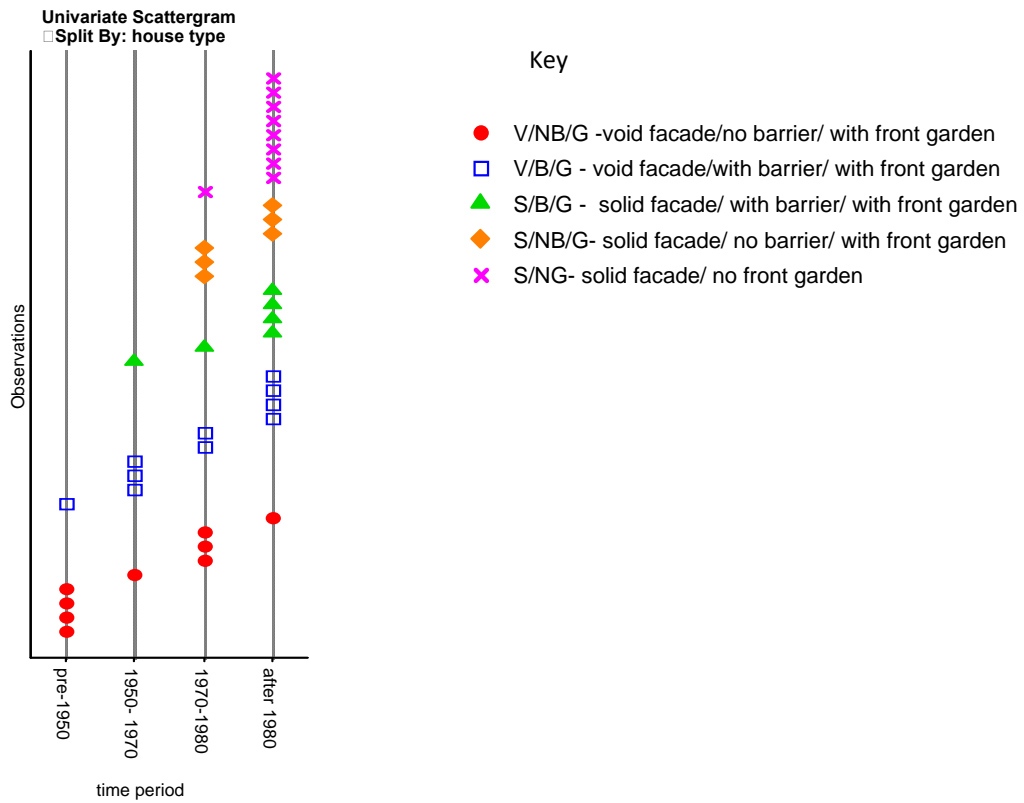 Univariate Scattergram
□Split By: house type
Key
V/NB/G -void facade/no barrier/ with front garden
V/B/G - void facade/with barrier/ with front garden
S/B/G - solid facade/ with barrier/ with front garden
S/NB/G- solid facade/ no barrier/ with front garden
S/NG- solid facade/ no front garden
Observations
pre-1950
1950- 1970
1970-1980
after 1980
time period